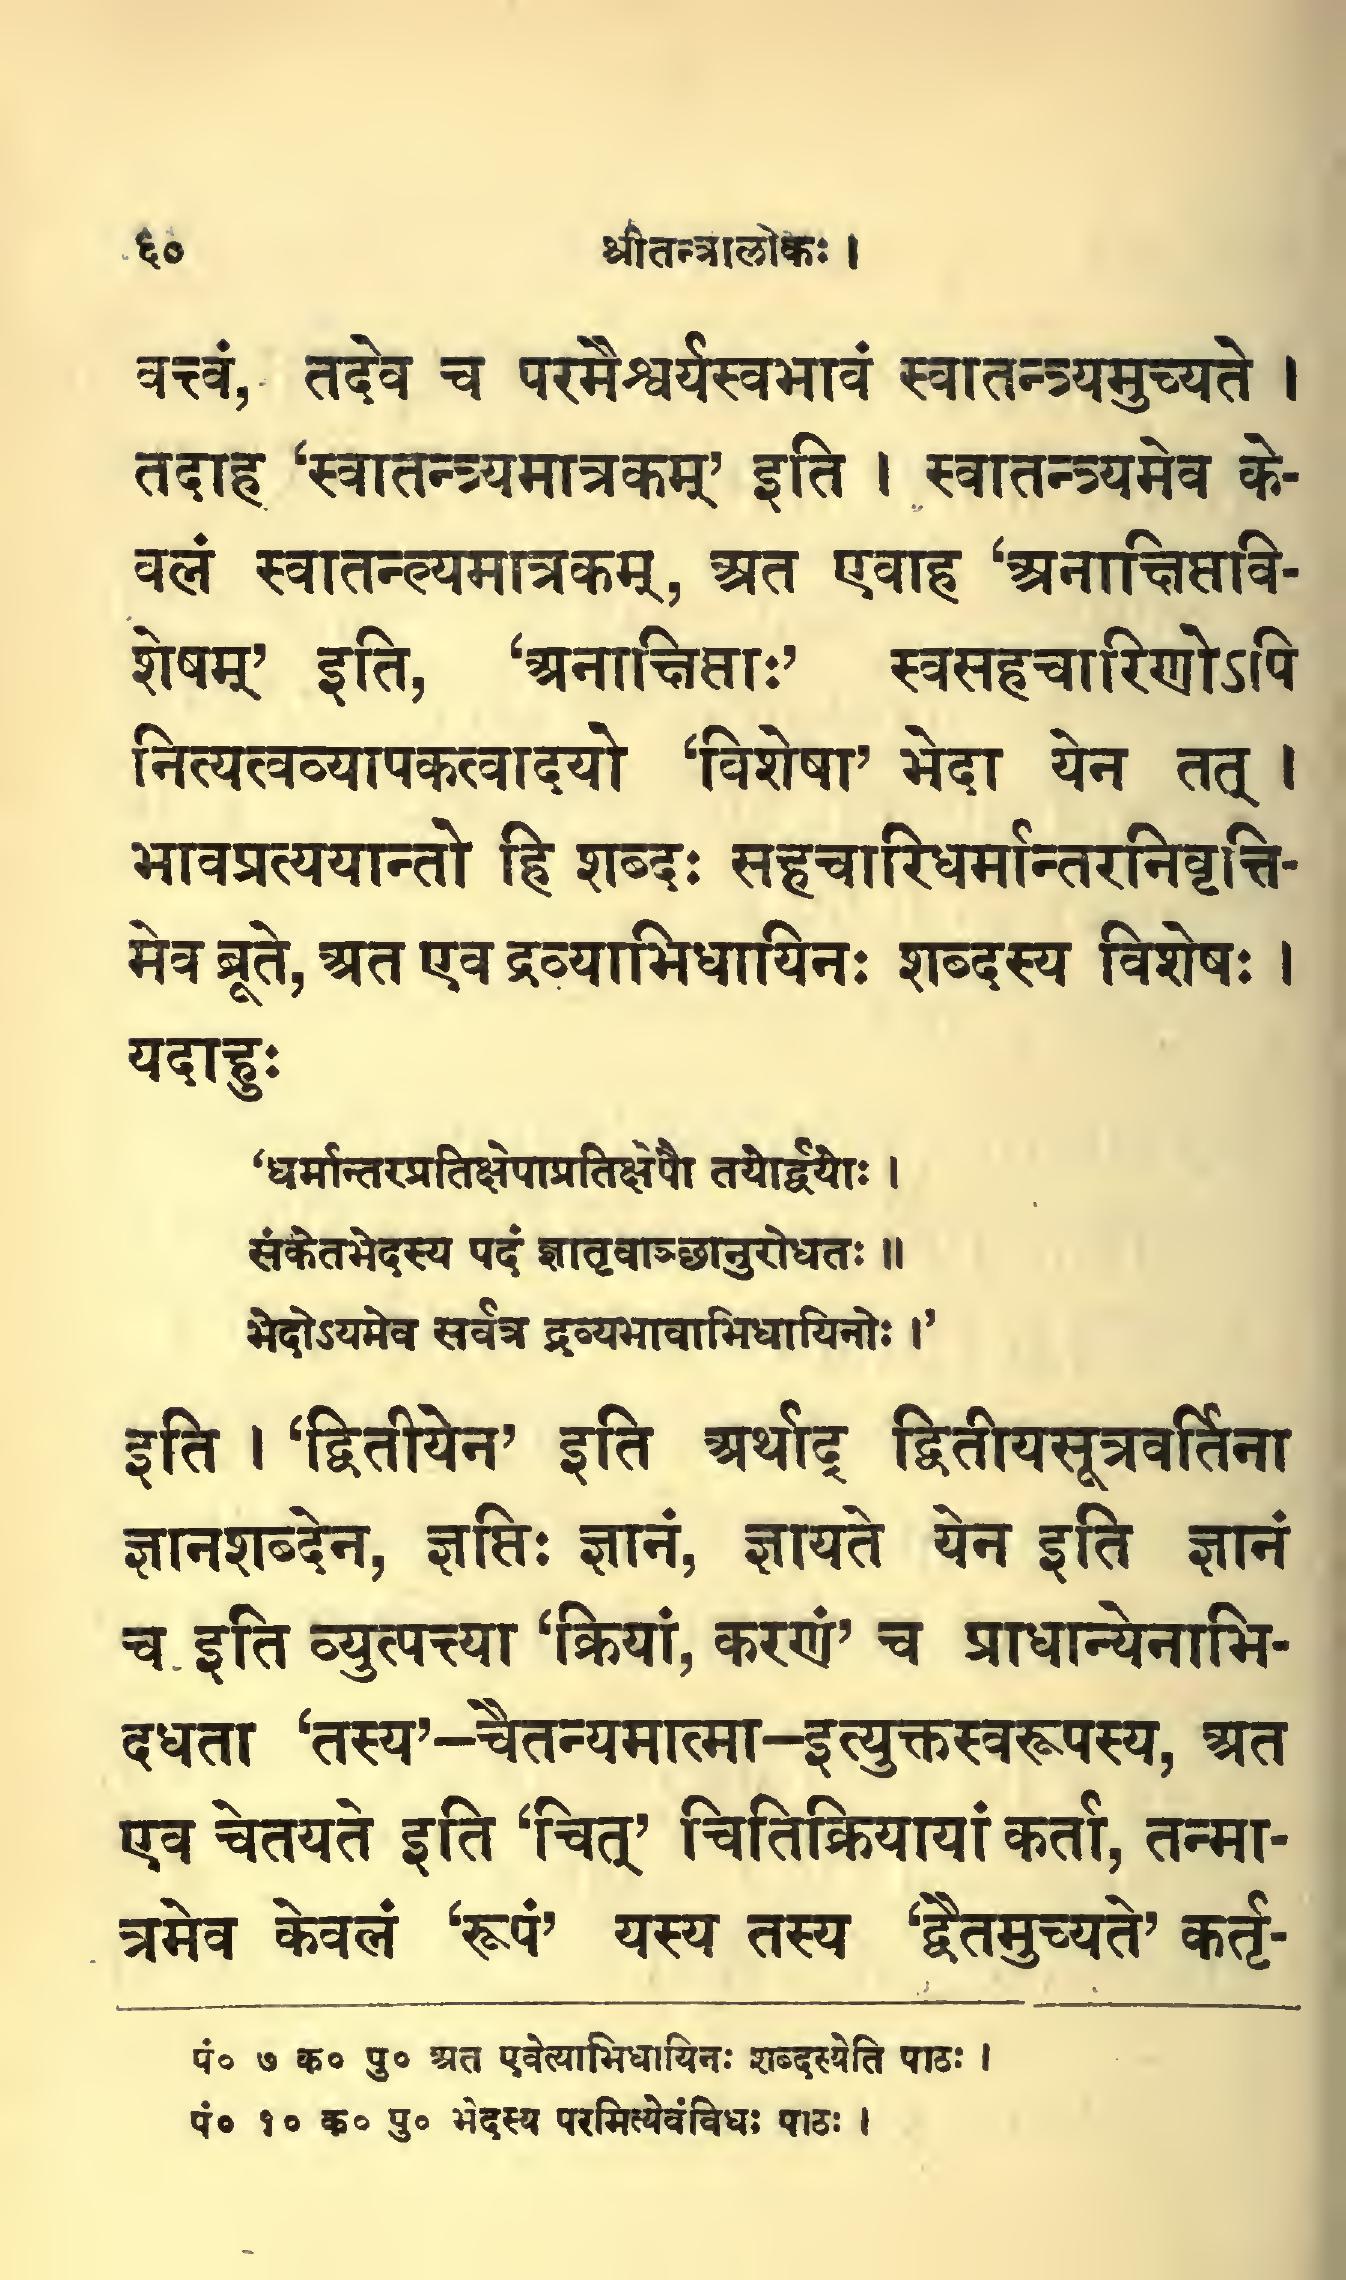 ६०
श्रीतन्त्रालोकः ।
वत्त्वं, तदेव च परमैश्वर्यस्वभावं स्वातन्त्र्यमुच्यते ।
तदाह ‘स्वातन्त्र्यमात्रकम्’ इति । स्वातन्त्र्यमेव के-
वलं स्वातन्त्र्यमात्रकम्, अत एवाह ‘अनाक्षिप्तवि-
शेषम्’ इति, ‘अनाक्षिप्ताः’ स्वसहचारिणोऽपि
नित्यत्वव्यापकत्वादयो ‘विशेषा’ भेदा येन तत् ।
भावप्रत्ययान्तो हि शब्दः सहचारिधर्मान्तरनिवृत्ति-
मेव ब्रूते, अत एव द्रव्याभिधायिनः शब्दस्य विशेषः ।
यदाहुः
‘धर्मान्तरप्रतिक्षेपाप्रतिक्षेपौ तयोर्द्वयोः ।
संकेतभेदस्य पदं ज्ञातृवाञ्छानुरोधतः ॥
भेदोऽयमेव सर्वत्र द्रव्यभावाभिधायिनोः ।’
इति । ‘द्वितीयेन’ इति अर्थाद् द्वितीयसूत्रवर्तिना
ज्ञानशब्देन, ज्ञप्तिः ज्ञानं, ज्ञायते येन इति ज्ञानं
च इति व्युत्पत्त्या ‘क्रियां, करणं’ च प्राधान्येनाभि-
दधता ‘तस्य’–चैतन्यमात्मा–इत्युक्तस्वरूपस्य, अत
एव चेतयते इति ‘चित्’ चितिक्रियायां कर्ता, तन्मा-
त्रमेव केवलं ‘रूपं’ यस्य तस्य ‘द्वैतमुच्यते’ कर्तृ-
पं० ७ क० पु० अत एवेत्याभिधायिनः शब्दस्येति पाठः ।
पं० १० क० पु० भेदस्य परमित्येवंविधः पाठः ।